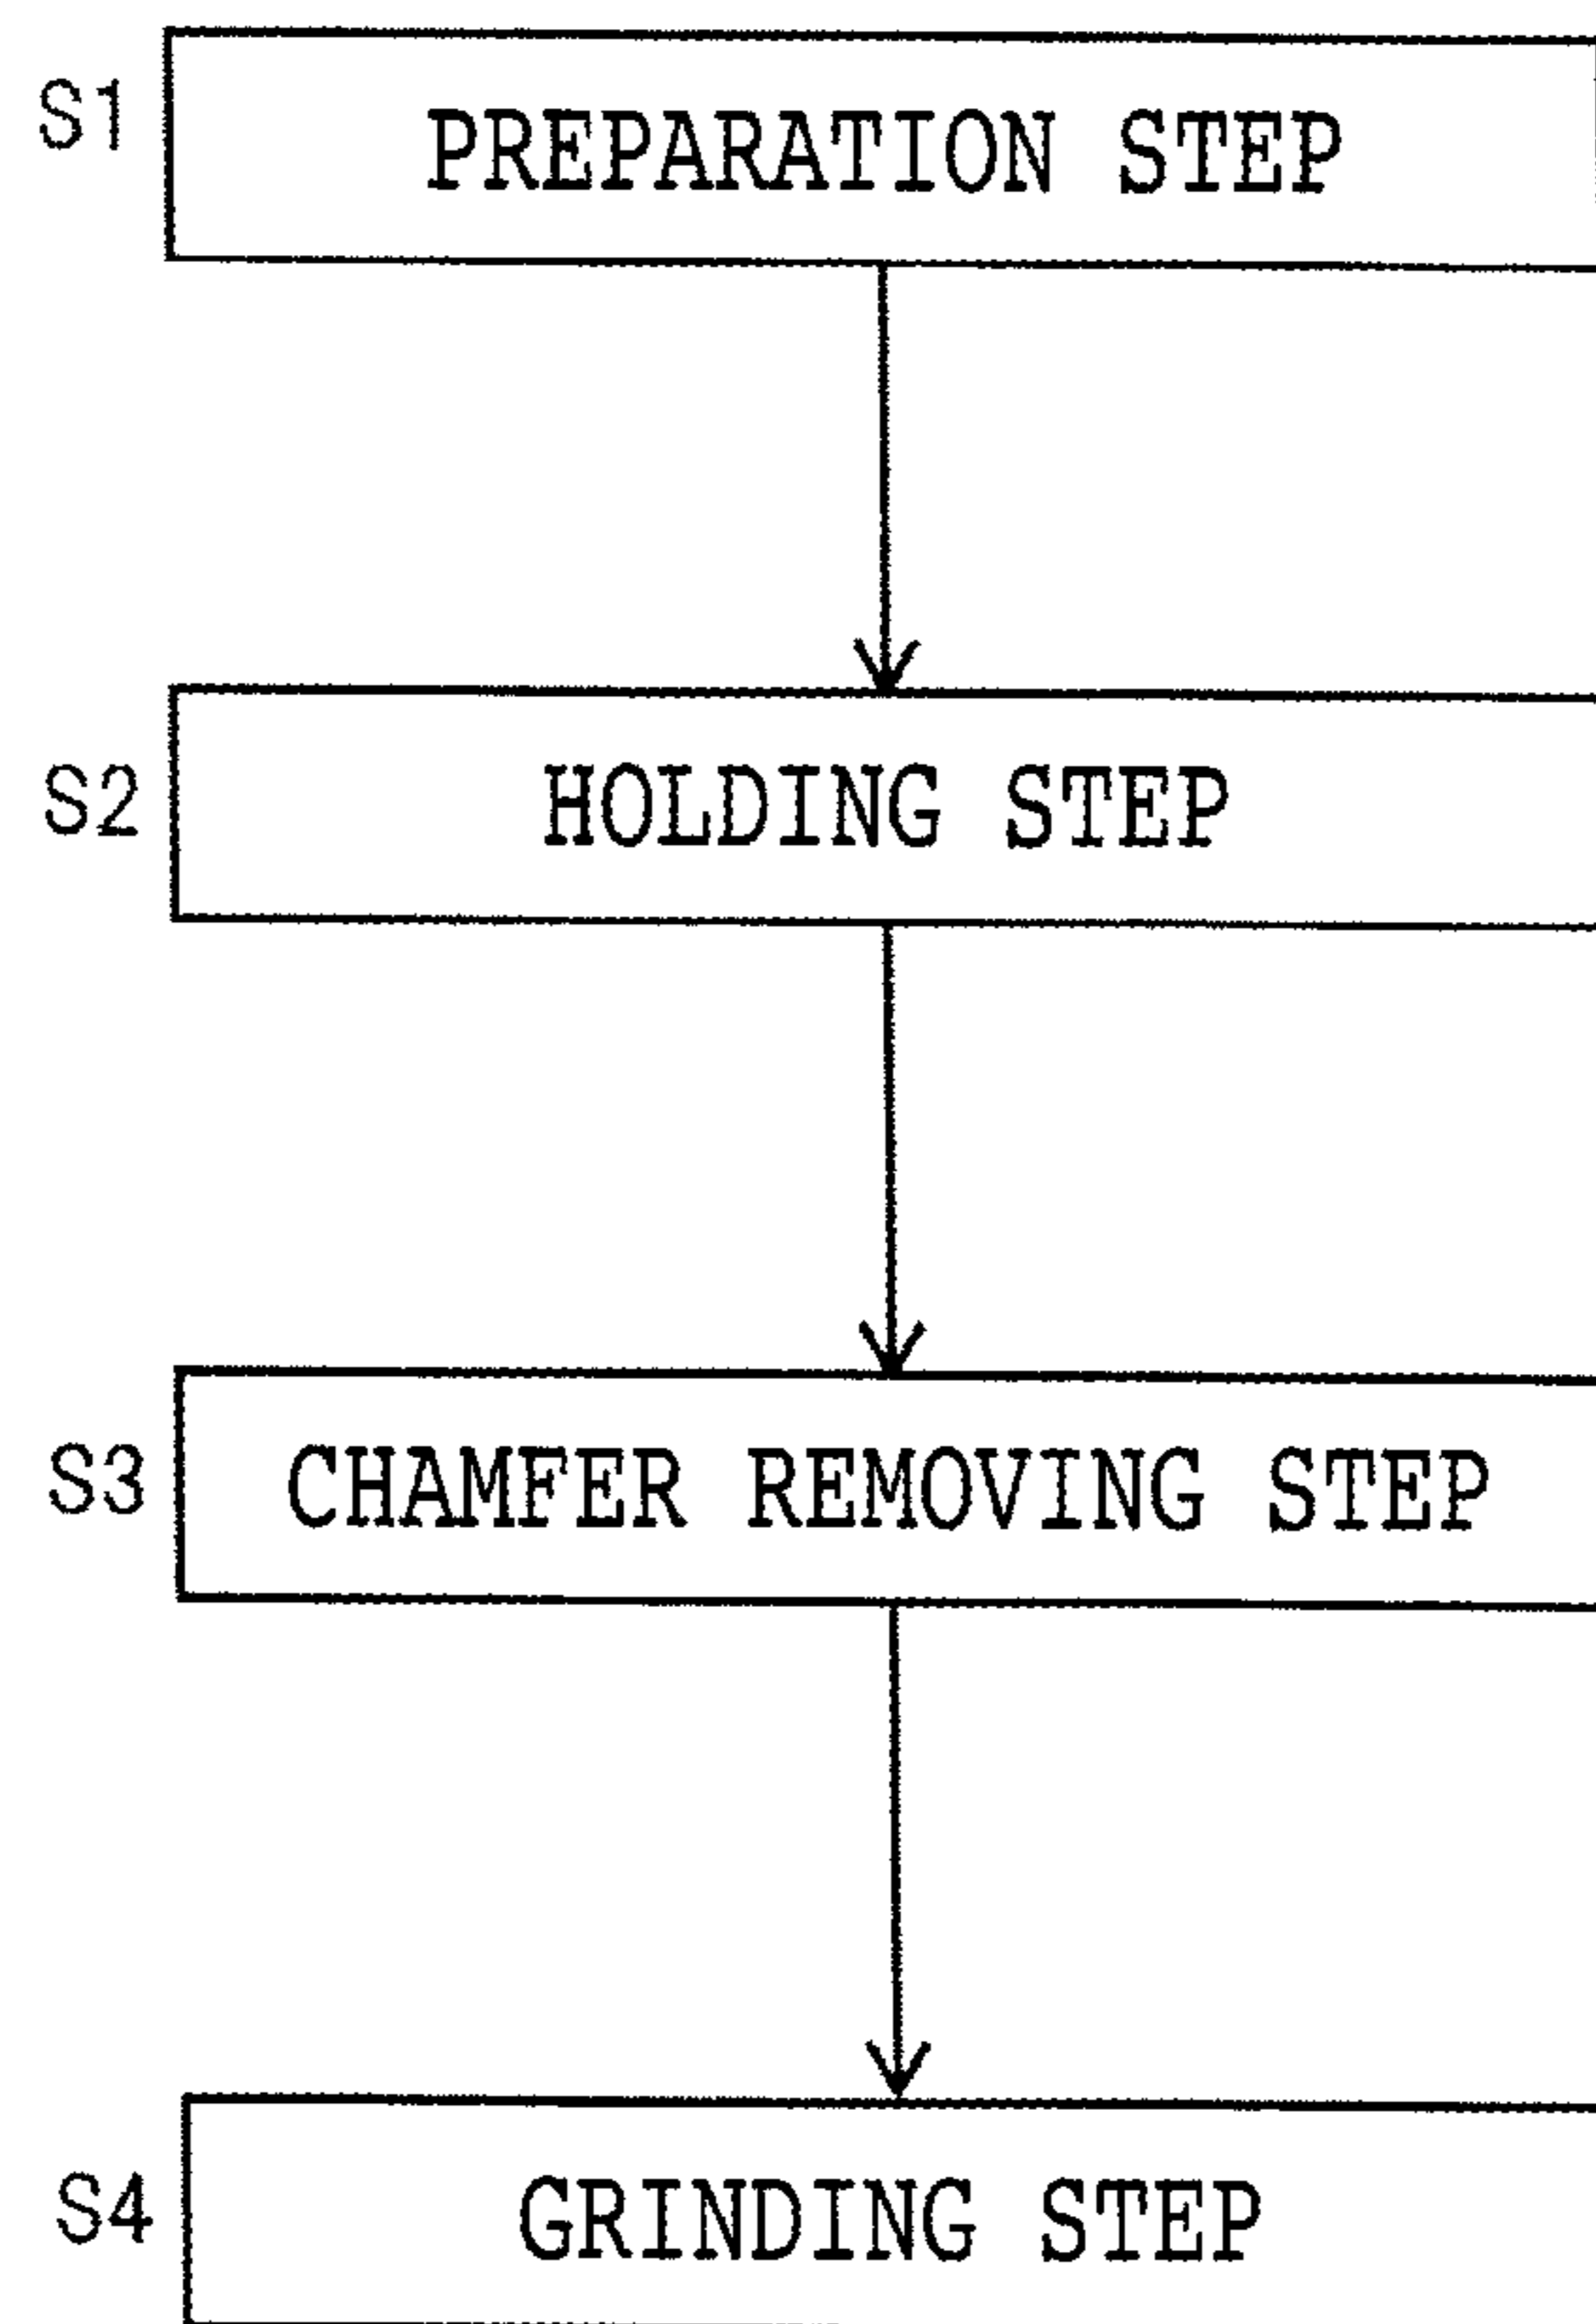 S1 PREPARATION STEP
S2 HOLDING STEP
S3 CHAMFER REMOVING STEP
S4 GRINDING STEP